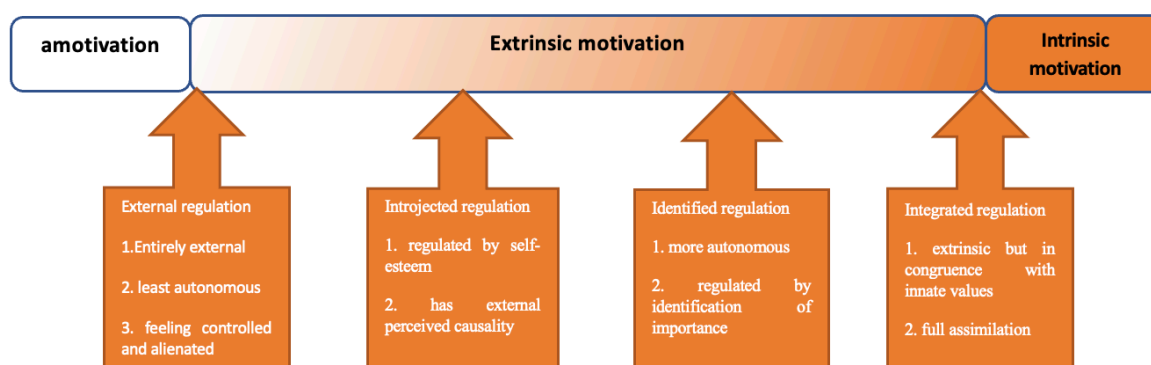 amotivation
Extrinsic motivation
Intrinsic
motivation
External regulation
1.Entirely external
2. least autonomous
3. feeling controlled
and alienated
Introjected regulation
1. regulated by self-
esteem
2. has external
perceived causality
Identified regulation
1. more autonomous
2. regulated by
identification of
importance
Integrated regulation
1. extrinsic but in
congruence with
innate values
2. full assimilation